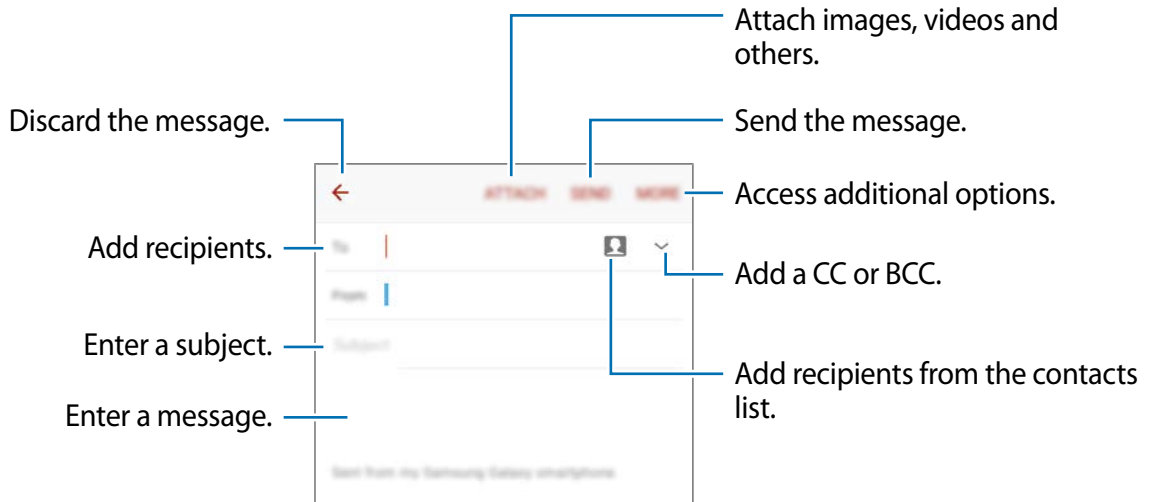 Attach images, videos and
others.
Discard the message.
Send the message.
ATTACH SEND MORE
Access additional options.
Add recipients.
To
Add a CC or BCC.
From
Enter a subject.
Subject
Add recipients from the contacts
list.
Enter a message.
Sent from my Samsung Galaxy smartphone